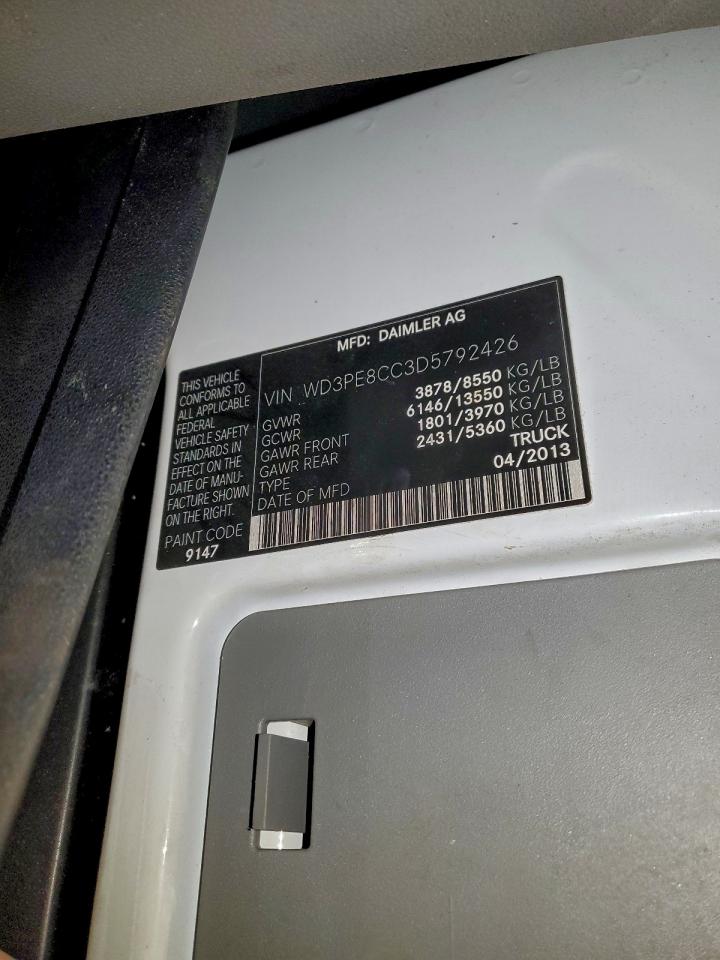 MFD: DAIMLER AG
VIN WD3PE8CC3D5792426
GVWR 3878/8550 KG/LB
GCWR 6146/13550 KG/LB
GAWR FRONT 1801/3970 KG/LB
GAWR REAR 2431/5360 KG/LB
TYPE TRUCK
DATE OF MFD 04/2013
THIS VEHICLE
CONFORMS TO
ALL APPLICABLE
FEDERAL
VEHICLE SAFETY
STANDARDS IN
EFFECT ON THE
DATE OF MANU-
FACTURE SHOWN
ON THE RIGHT.
PAINT CODE
9147